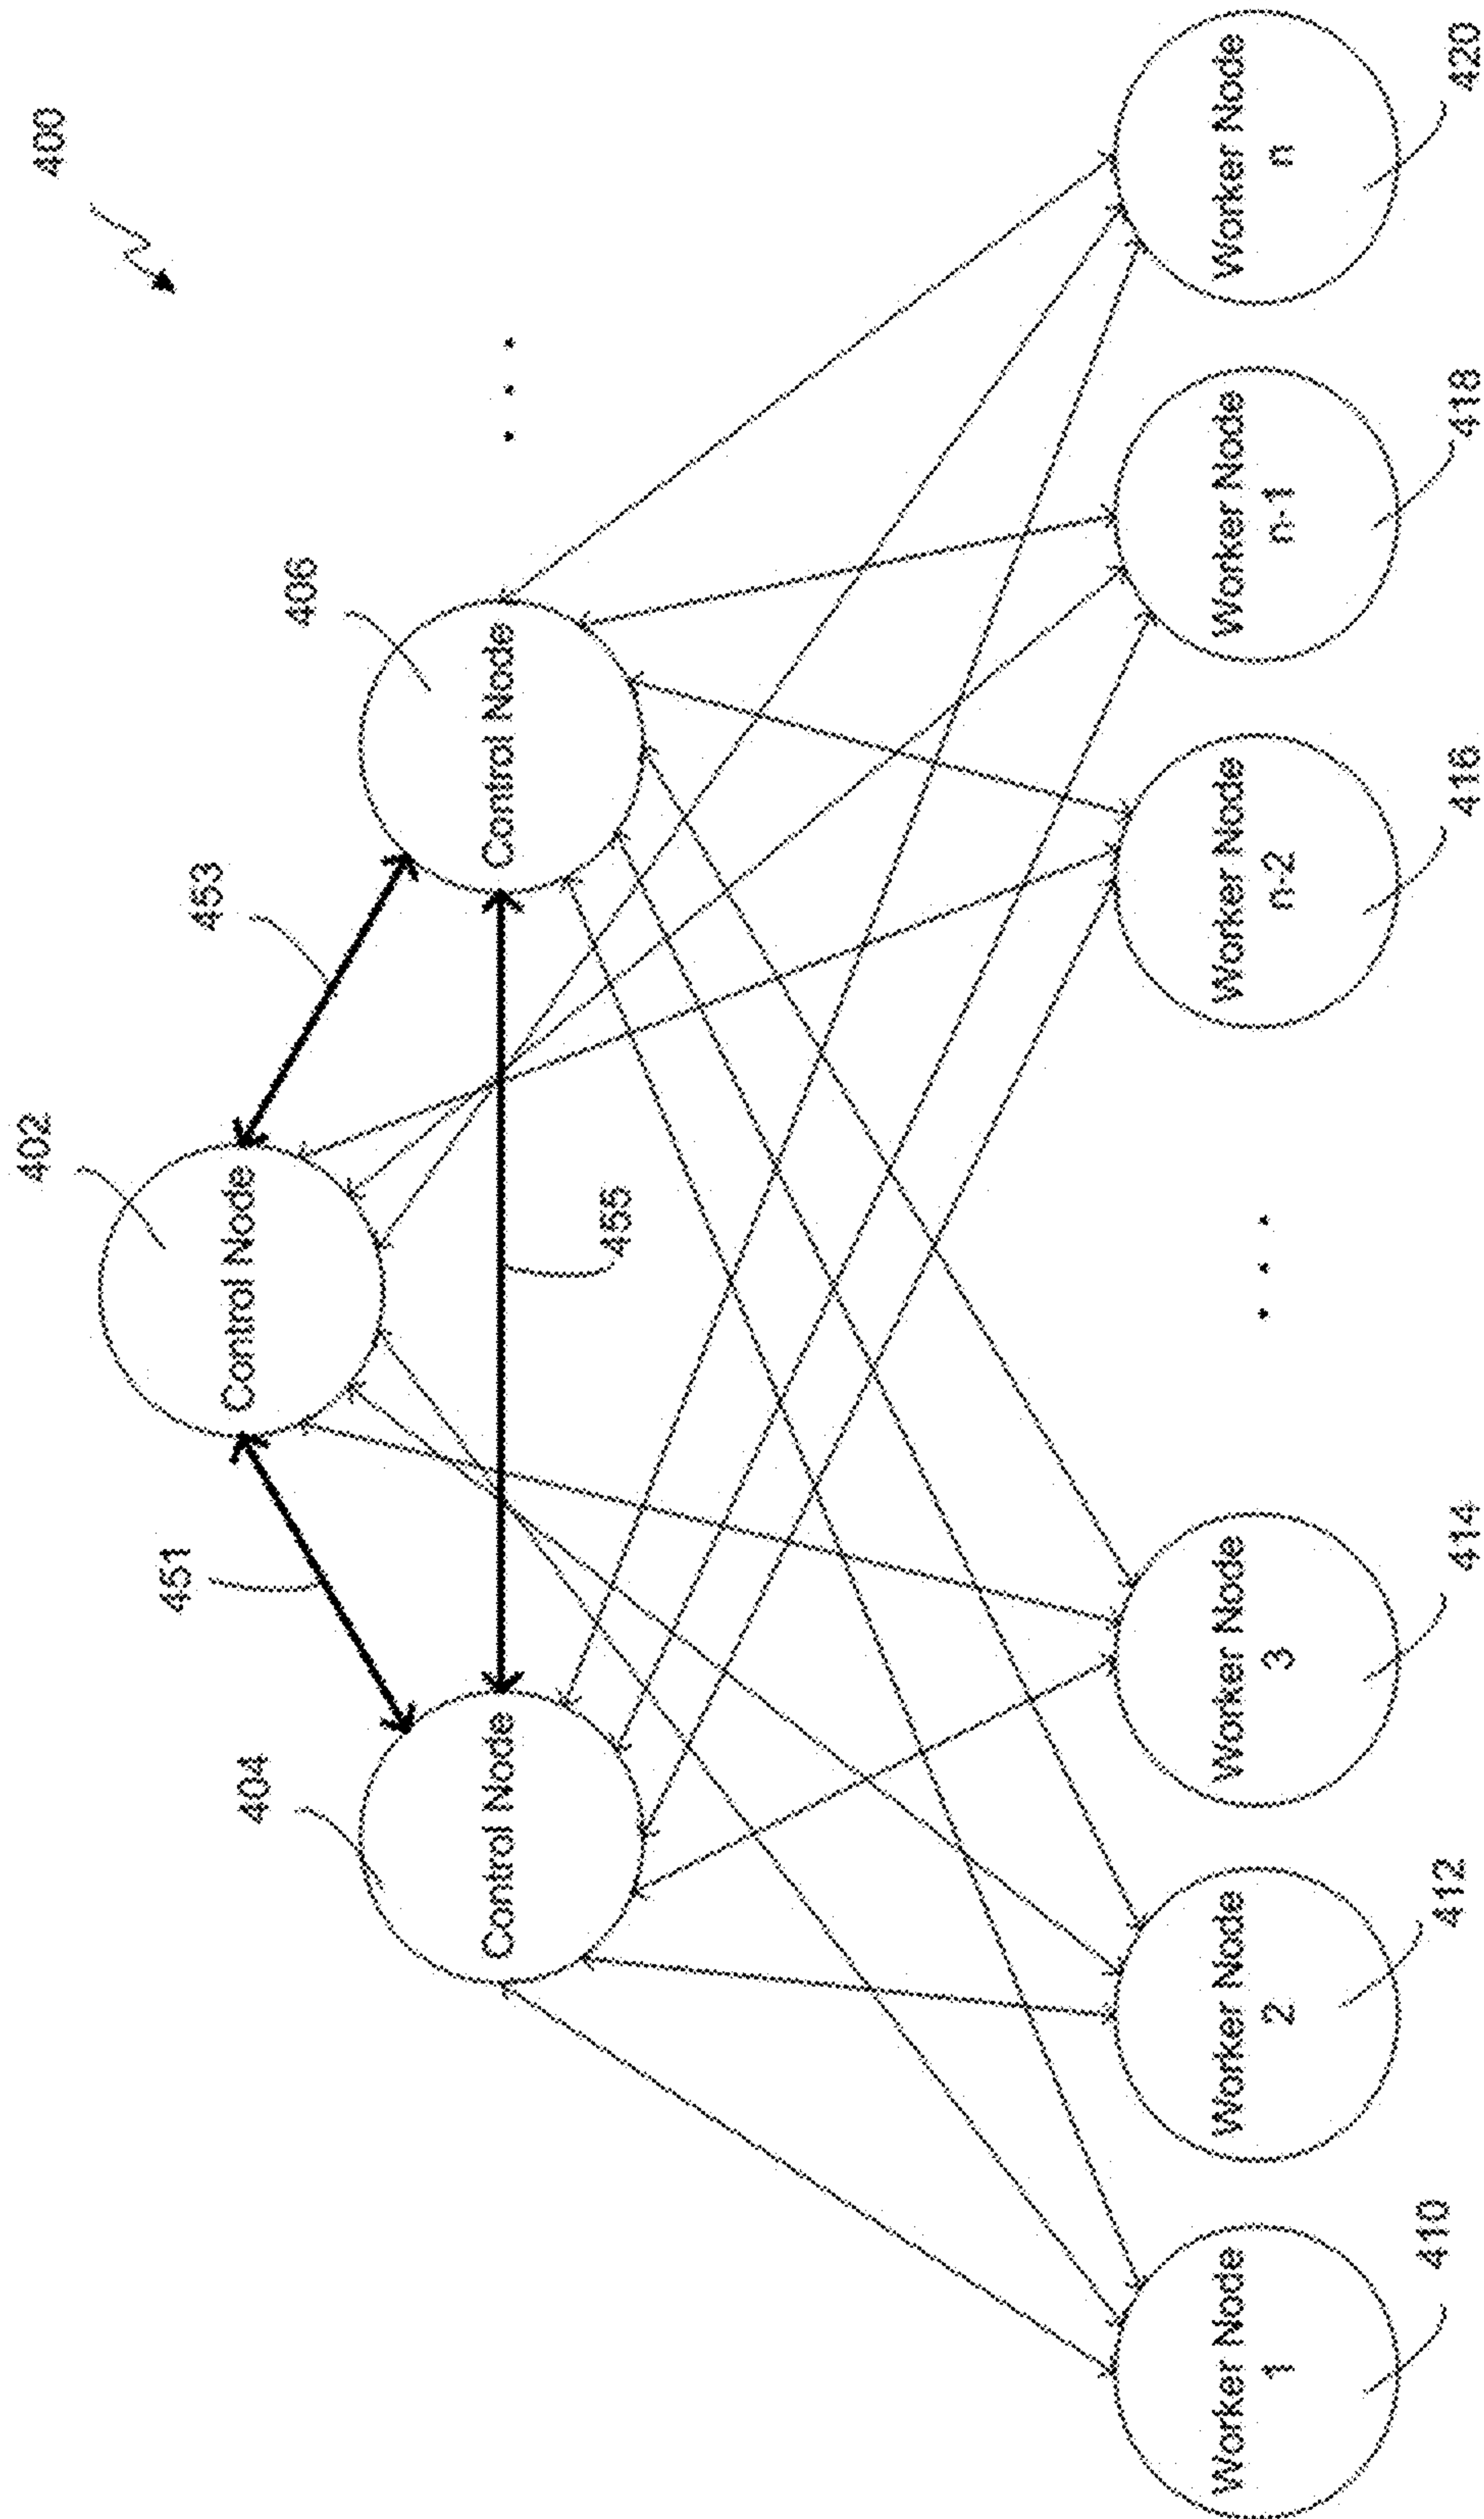 400
402
Control Node
451
453
404
Control Node
406
Control Node
. . .
455
Worker Node
1
Worker Node
2
Worker Node
3
. . .
Worker Node
n-2
Worker Node
n-1
Worker Node
n
410
412
414
416
418
420